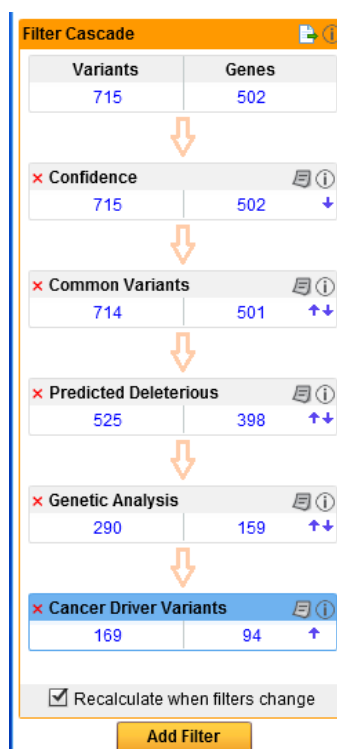 Filter Cascade
Variants Genes
715 502
Confidence
715 502
Common Variants
714 501
Predicted Deleterious
525 398
Genetic Analysis
290 159
Cancer Driver Variants
169 94
Recalculate when filters change
Add Filter